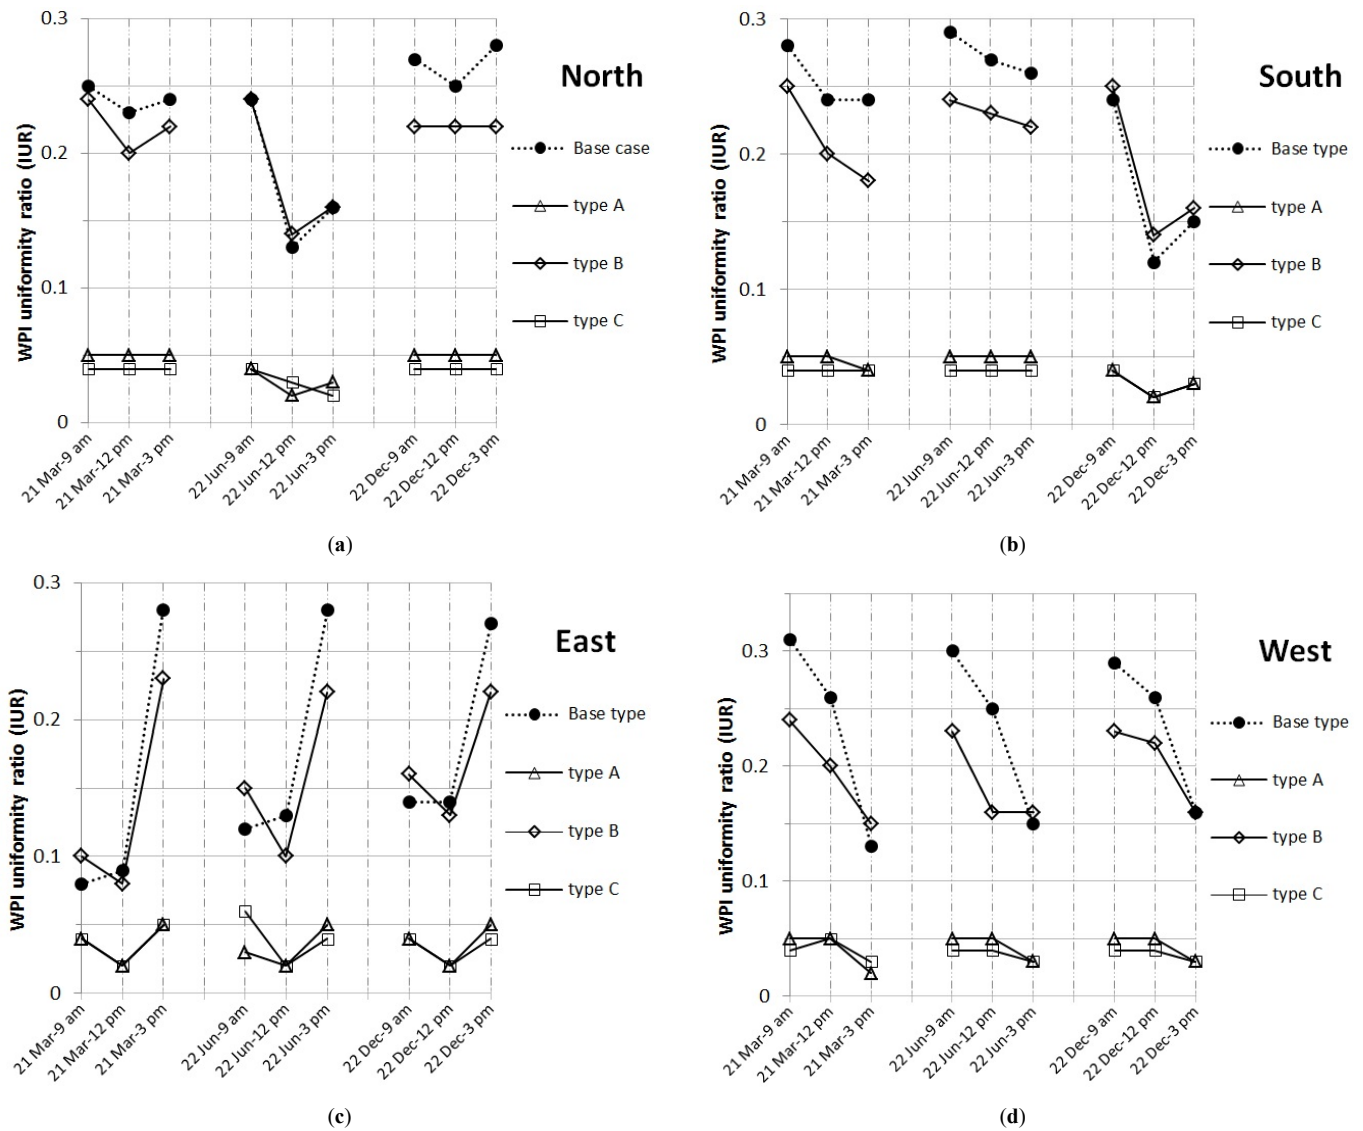 0.3
0.2
0.1
0
WPI uniformity ratio (IUR)
21 Mar-9 am
21 Mar-12 pm
21 Mar-3 pm
22 Jun-9 am
22 Jun-12 pm
22 Jun-3 pm
22 Dec-9 am
22 Dec-12 pm
22 Dec-3 pm
North
Base case
type A
type B
type C
(a)
0.3
0.2
0.1
0
WPI uniformity ratio (IUR)
21 Mar-9 am
21 Mar-12 pm
21 Mar-3 pm
22 Jun-9 am
22 Jun-12 pm
22 Jun-3 pm
22 Dec-9 am
22 Dec-12 pm
22 Dec-3 pm
South
Base type
type A
type B
type C
(b)
0.3
0.2
0.1
0
WPI uniformity ratio (IUR)
21 Mar-9 am
21 Mar-12 pm
21 Mar-3 pm
22 Jun-9 am
22 Jun-12 pm
22 Jun-3 pm
22 Dec-9 am
22 Dec-12 pm
22 Dec-3 pm
East
Base type
type A
type B
type C
(c)
0.3
0.2
0.1
0
WPI uniformity ratio (IUR)
21 Mar-9 am
21 Mar-12 pm
21 Mar-3 pm
22 Jun-9 am
22 Jun-12 pm
22 Jun-3 pm
22 Dec-9 am
22 Dec-12 pm
22 Dec-3 pm
West
Base type
type A
type B
type C
(d)